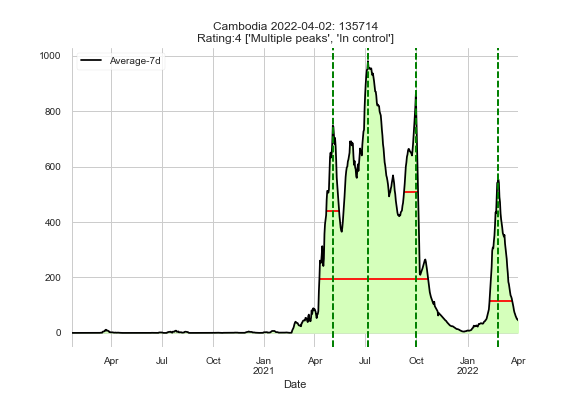 Cambodia 2022-04-02: 135714
Rating:4 ['Multiple peaks', 'In control']
Average-7d
1000
800
600
400
200
0
Apr Jul Oct Jan Apr Jul Oct Jan Apr
2021 2022
Date